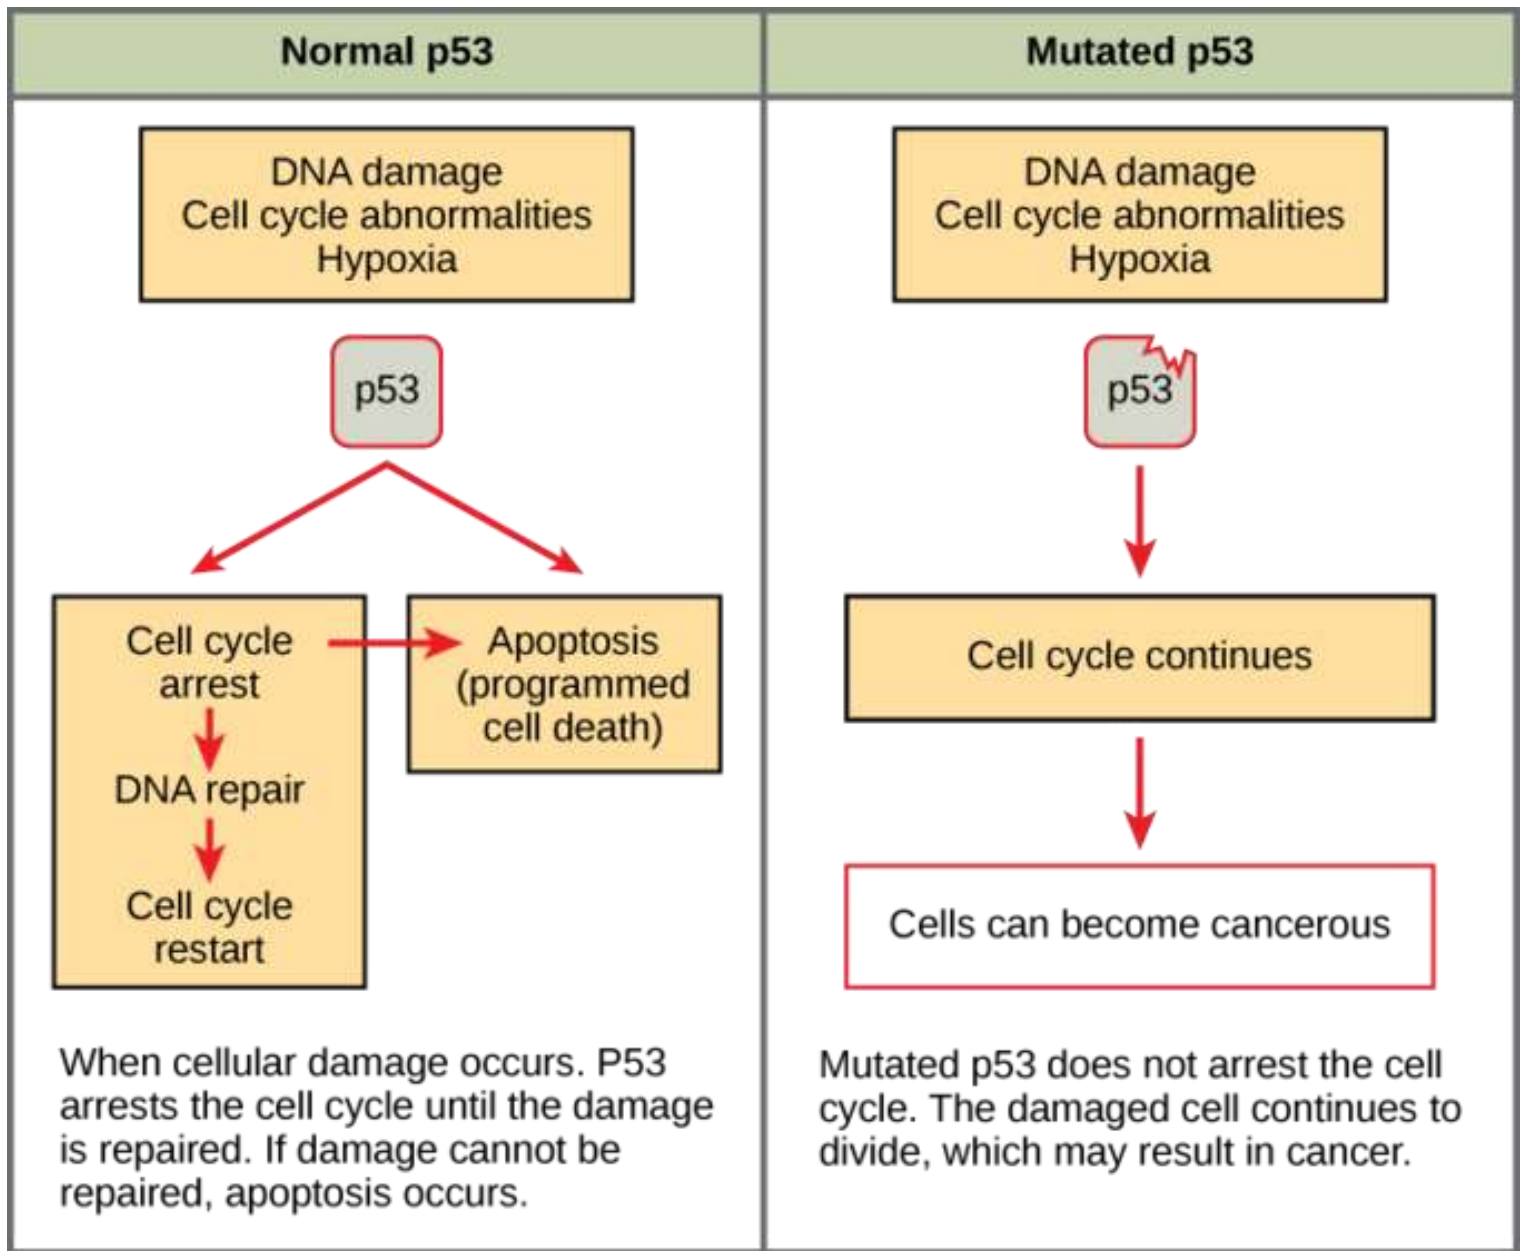 Normal p53
DNA damage
Cell cycle abnormalities
Hypoxia
p53
Cell cycle
arrest
DNA repair
Cell cycle
restart
Apoptosis
(programmed
cell death)
When cellular damage occurs. P53
arrests the cell cycle until the damage
is repaired. If damage cannot be
repaired, apoptosis occurs.
Mutated p53
DNA damage
Cell cycle abnormalities
Hypoxia
p53
Cell cycle continues
Cells can become cancerous
Mutated p53 does not arrest the cell
cycle. The damaged cell continues to
divide, which may result in cancer.